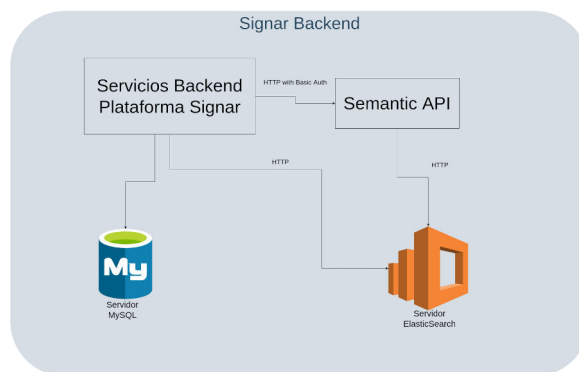 Signar Backend
Servicios Backend
Plataforma Signar
HTTP with Basic Auth
Semantic API
HTTP
HTTP
My
Servidor
MySQL
Servidor
ElasticSearch